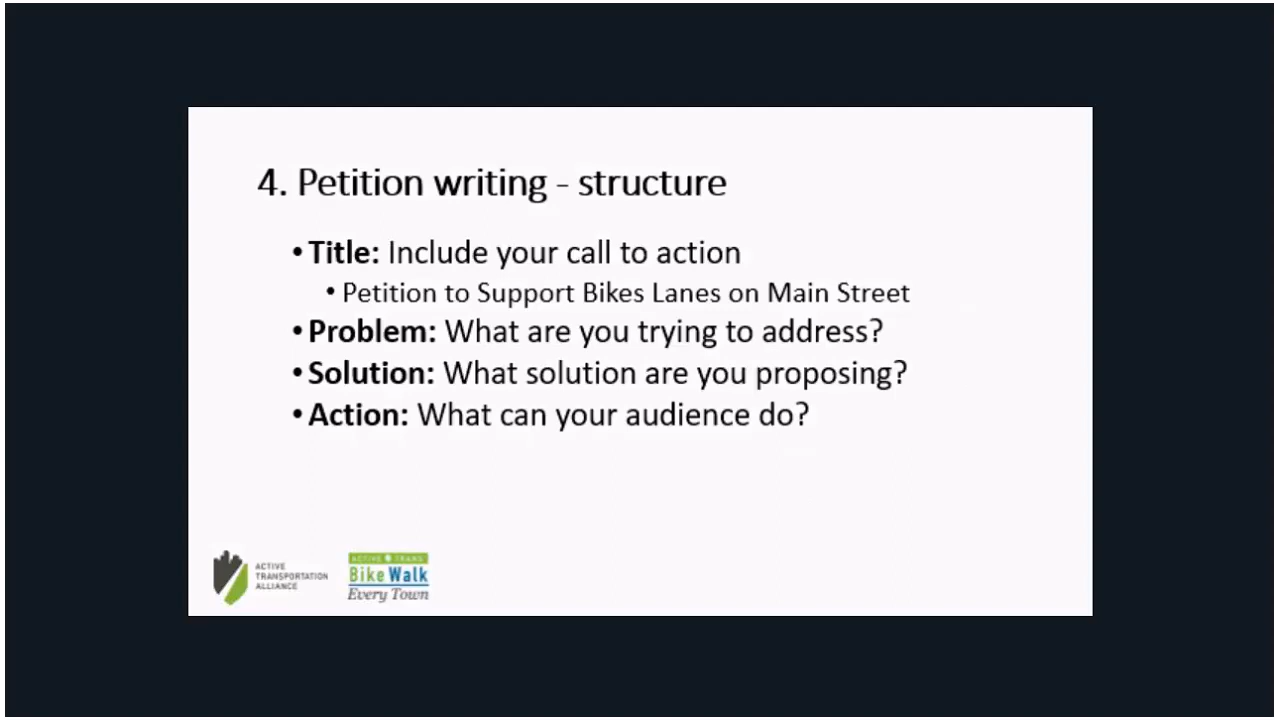 4. Petition writing - structure
• Title: Include your call to action
• Petition to Support Bikes Lanes on Main Street
• Problem: What are you trying to address?
• Solution: What solution are you proposing?
• Action: What can your audience do?
ACTIVE
TRANSPORTATION
ALLIANCE
ACTIVE TRANS
Bike Walk
Every Town